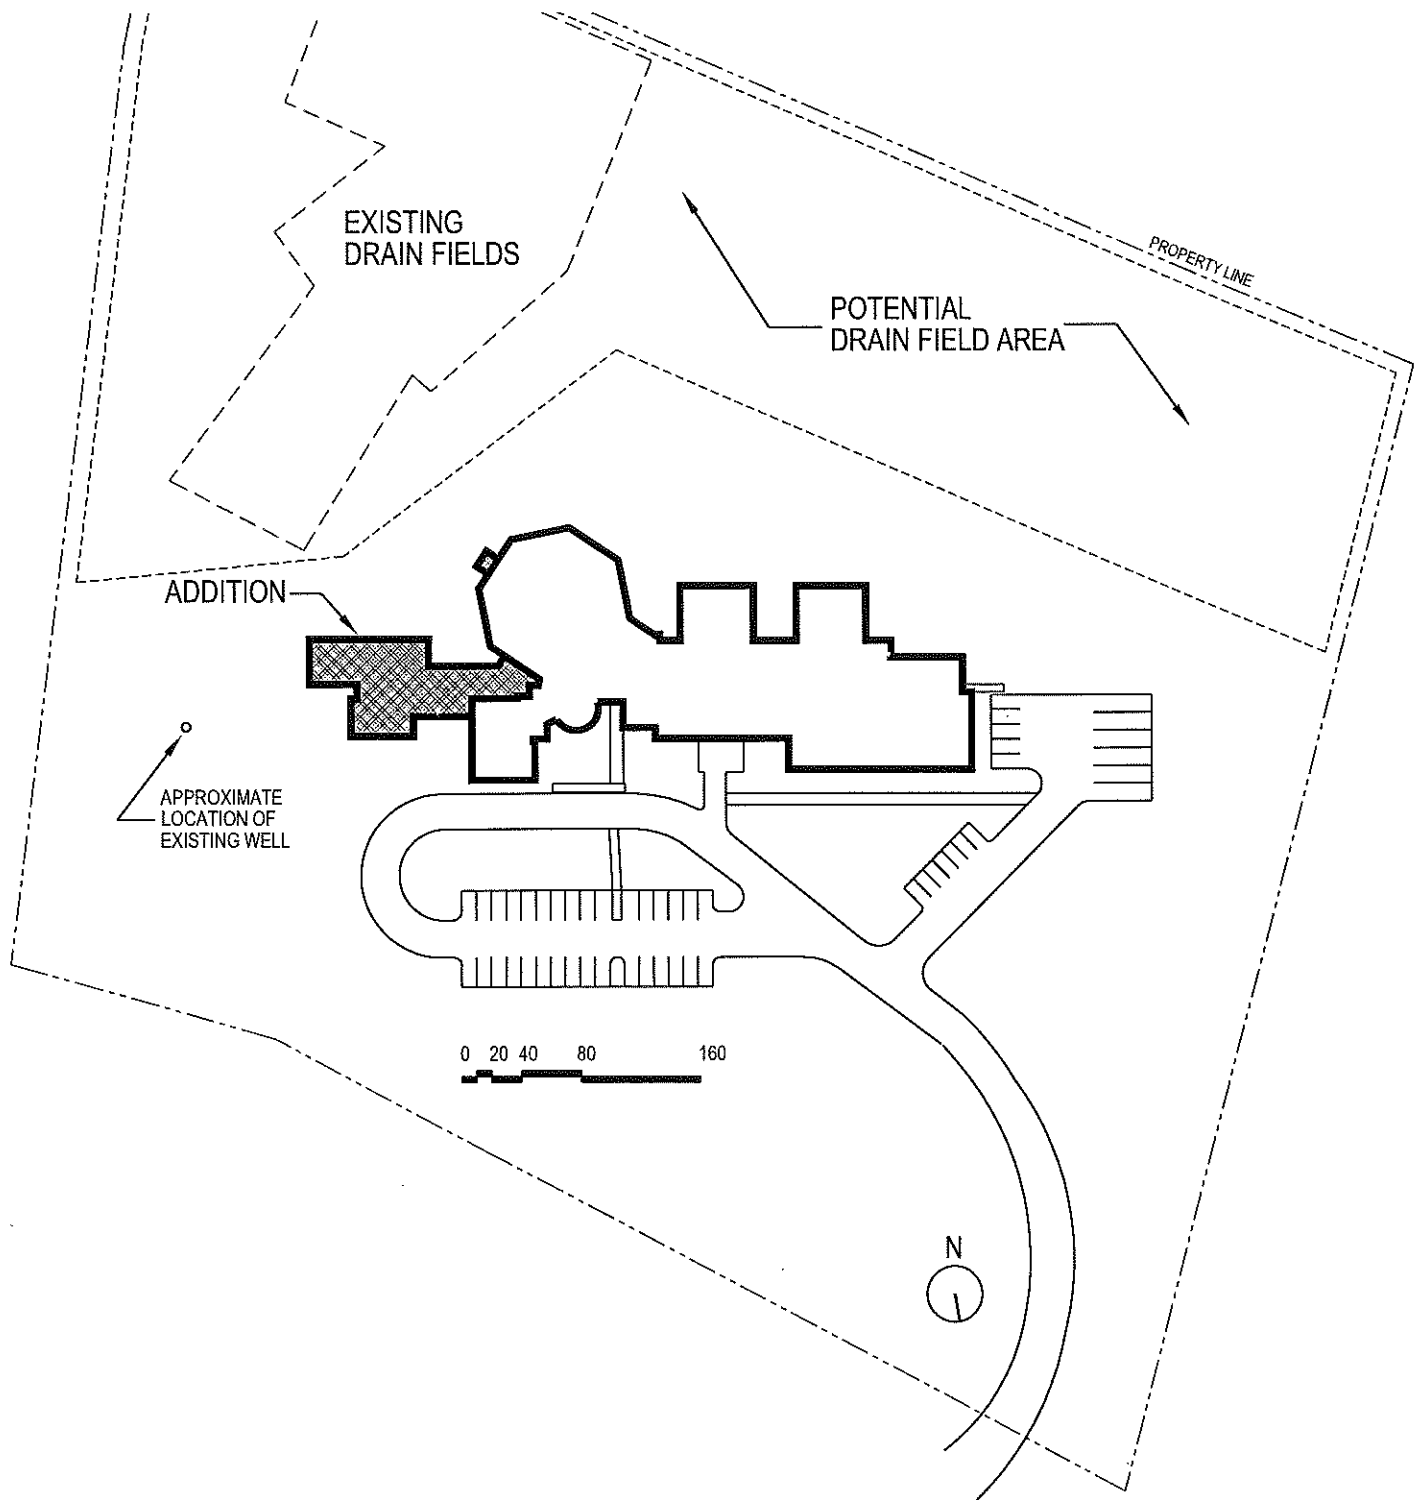 EXISTING
DRAIN FIELDS
PROPERTY LINE
POTENTIAL
DRAIN FIELD AREA
ADDITION
APPROXIMATE
LOCATION OF
EXISTING WELL
0 20 40 80 160
N